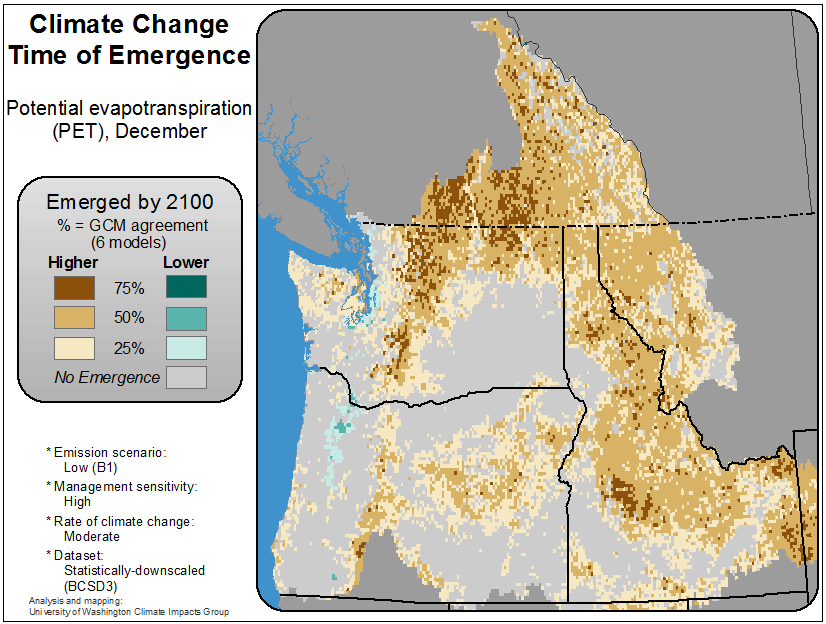 Climate Change
Time of Emergence
Potential evapotranspiration
(PET), December
Emerged by 2100
% = GCM agreement
(6 models)
Higher Lower
75%
50%
25%
No Emergence
* Emission scenario:
Low (B1)
* Management sensitivity:
High
* Rate of climate change:
Moderate
* Dataset:
Statistically-downscaled
(BCSD3)
Analysis and mapping:
University of Washington Climate Impacts Group